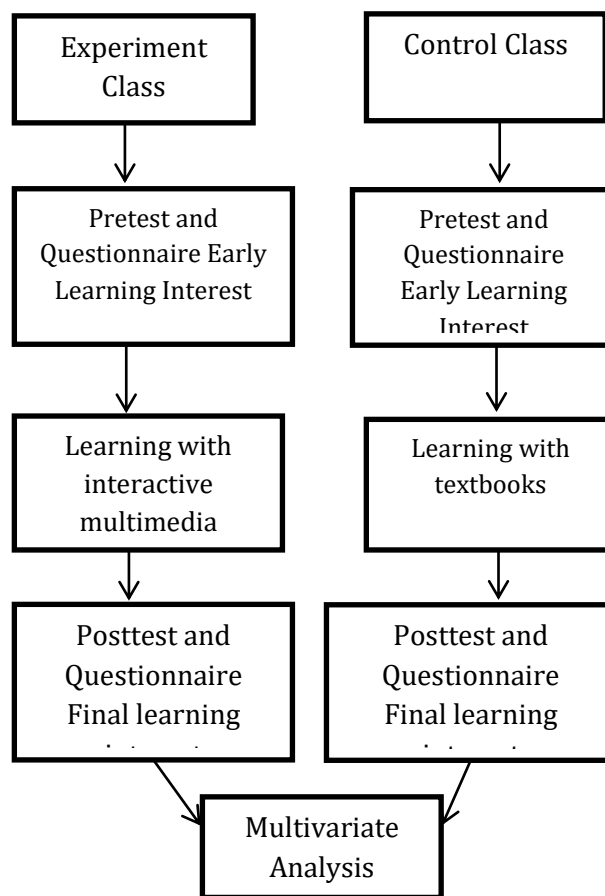 Experiment
Class
Control Class
Pretest and
Questionnaire Early
Learning Interest
Pretest and
Questionnaire
Early Learning
Interest
Learning with
interactive
multimedia
Learning with
textbooks
Posttest and
Questionnaire
Final learning
Posttest and
Questionnaire
Final learning
Multivariate
Analysis